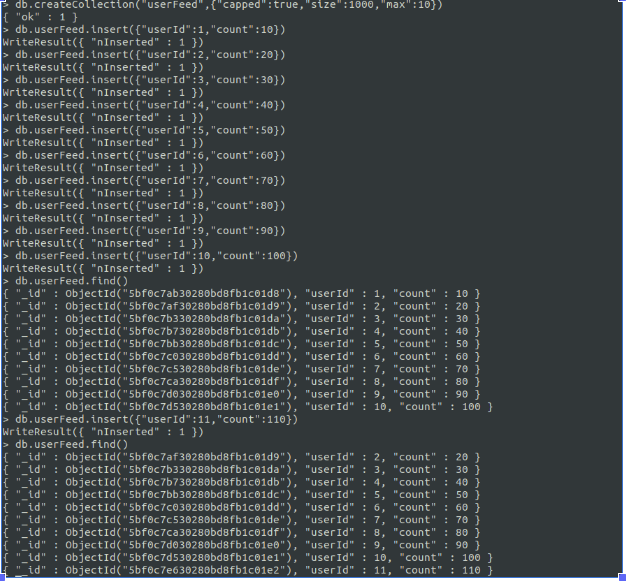 > db.createCollection("userFeed",{"capped":true,"size":1000,"max":10})
{ "ok" : 1 }
> db.userFeed.insert({"userId":1,"count":10})
WriteResult({ "nInserted" : 1 })
> db.userFeed.insert({"userId":2,"count":20})
WriteResult({ "nInserted" : 1 })
> db.userFeed.insert({"userId":3,"count":30})
WriteResult({ "nInserted" : 1 })
> db.userFeed.insert({"userId":4,"count":40})
WriteResult({ "nInserted" : 1 })
> db.userFeed.insert({"userId":5,"count":50})
WriteResult({ "nInserted" : 1 })
> db.userFeed.insert({"userId":6,"count":60})
WriteResult({ "nInserted" : 1 })
> db.userFeed.insert({"userId":7,"count":70})
WriteResult({ "nInserted" : 1 })
> db.userFeed.insert({"userId":8,"count":80})
WriteResult({ "nInserted" : 1 })
> db.userFeed.insert({"userId":9,"count":90})
WriteResult({ "nInserted" : 1 })
> db.userFeed.insert({"userId":10,"count":100})
WriteResult({ "nInserted" : 1 })
> db.userFeed.find()
{ "_id" : ObjectId("5bf0c7ab30280bd8fb1c01d8"), "userId" : 1, "count" : 10 }
{ "_id" : ObjectId("5bf0c7af30280bd8fb1c01d9"), "userId" : 2, "count" : 20 }
{ "_id" : ObjectId("5bf0c7b330280bd8fb1c01da"), "userId" : 3, "count" : 30 }
{ "_id" : ObjectId("5bf0c7b730280bd8fb1c01db"), "userId" : 4, "count" : 40 }
{ "_id" : ObjectId("5bf0c7bb30280bd8fb1c01dc"), "userId" : 5, "count" : 50 }
{ "_id" : ObjectId("5bf0c7c030280bd8fb1c01dd"), "userId" : 6, "count" : 60 }
{ "_id" : ObjectId("5bf0c7c530280bd8fb1c01de"), "userId" : 7, "count" : 70 }
{ "_id" : ObjectId("5bf0c7ca30280bd8fb1c01df"), "userId" : 8, "count" : 80 }
{ "_id" : ObjectId("5bf0c7d030280bd8fb1c01e0"), "userId" : 9, "count" : 90 }
{ "_id" : ObjectId("5bf0c7d530280bd8fb1c01e1"), "userId" : 10, "count" : 100 }
> db.userFeed.insert({"userId":11,"count":110})
WriteResult({ "nInserted" : 1 })
> db.userFeed.find()
{ "_id" : ObjectId("5bf0c7af30280bd8fb1c01d9"), "userId" : 2, "count" : 20 }
{ "_id" : ObjectId("5bf0c7b330280bd8fb1c01da"), "userId" : 3, "count" : 30 }
{ "_id" : ObjectId("5bf0c7b730280bd8fb1c01db"), "userId" : 4, "count" : 40 }
{ "_id" : ObjectId("5bf0c7bb30280bd8fb1c01dc"), "userId" : 5, "count" : 50 }
{ "_id" : ObjectId("5bf0c7c030280bd8fb1c01dd"), "userId" : 6, "count" : 60 }
{ "_id" : ObjectId("5bf0c7c530280bd8fb1c01de"), "userId" : 7, "count" : 70 }
{ "_id" : ObjectId("5bf0c7ca30280bd8fb1c01df"), "userId" : 8, "count" : 80 }
{ "_id" : ObjectId("5bf0c7d030280bd8fb1c01e0"), "userId" : 9, "count" : 90 }
{ "_id" : ObjectId("5bf0c7d530280bd8fb1c01e1"), "userId" : 10, "count" : 100 }
{ "_id" : ObjectId("5bf0c7e630280bd8fb1c01e2"), "userId" : 11, "count" : 110 }